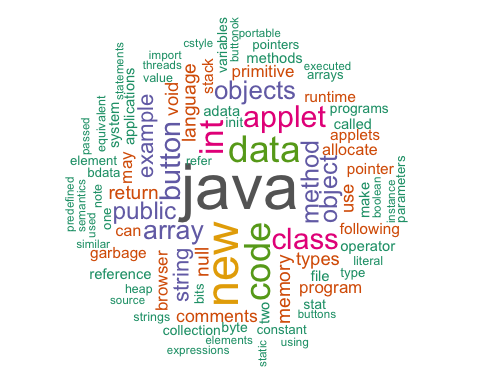 cstyle
portable
buttonok
variables
statements
import
pointers
threads
methods
executed
value
stack
primitive
arrays
language
applications
void
objects
runtime
equivalent
system
example
adata
int
applet
programs
passed
button
init
data
called
applets
element
may
refer
method
object
allocate
bdata
java
pointer
predefined
semantics
used
note
one
return
public
use
make
boolean
instance
parameters
can
array
new
code
class
following
similar
garbage
string
null
operator
browser
types
literal
reference
memory
file
type
heap
bits
program
source
two
stat
strings
comments
buttons
collection
byte
constant
elements
using
expressions
static